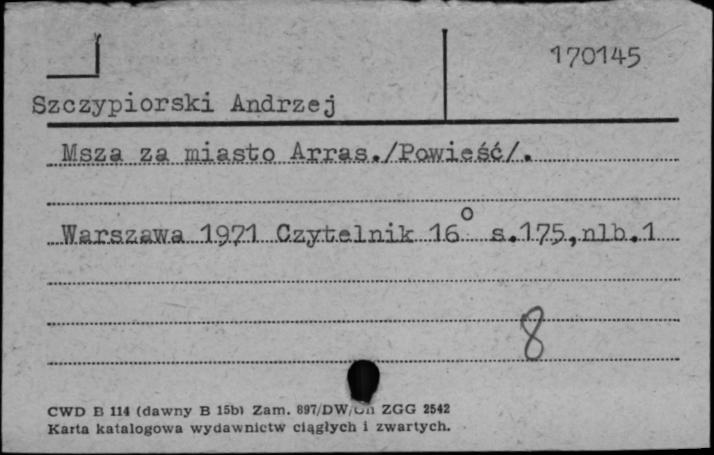 170145
Szczypiorski Andrzej
Msza za miasto Arras./Powieść/.
Warszawa 1971 Czytelnik 16° s.175,nlb.1
8
CWD B 114 (dawny B 15b) Zam. 897/DW/ ZGG 2542
Karta katalogowa wydawnictw ciągłych i zwartych.